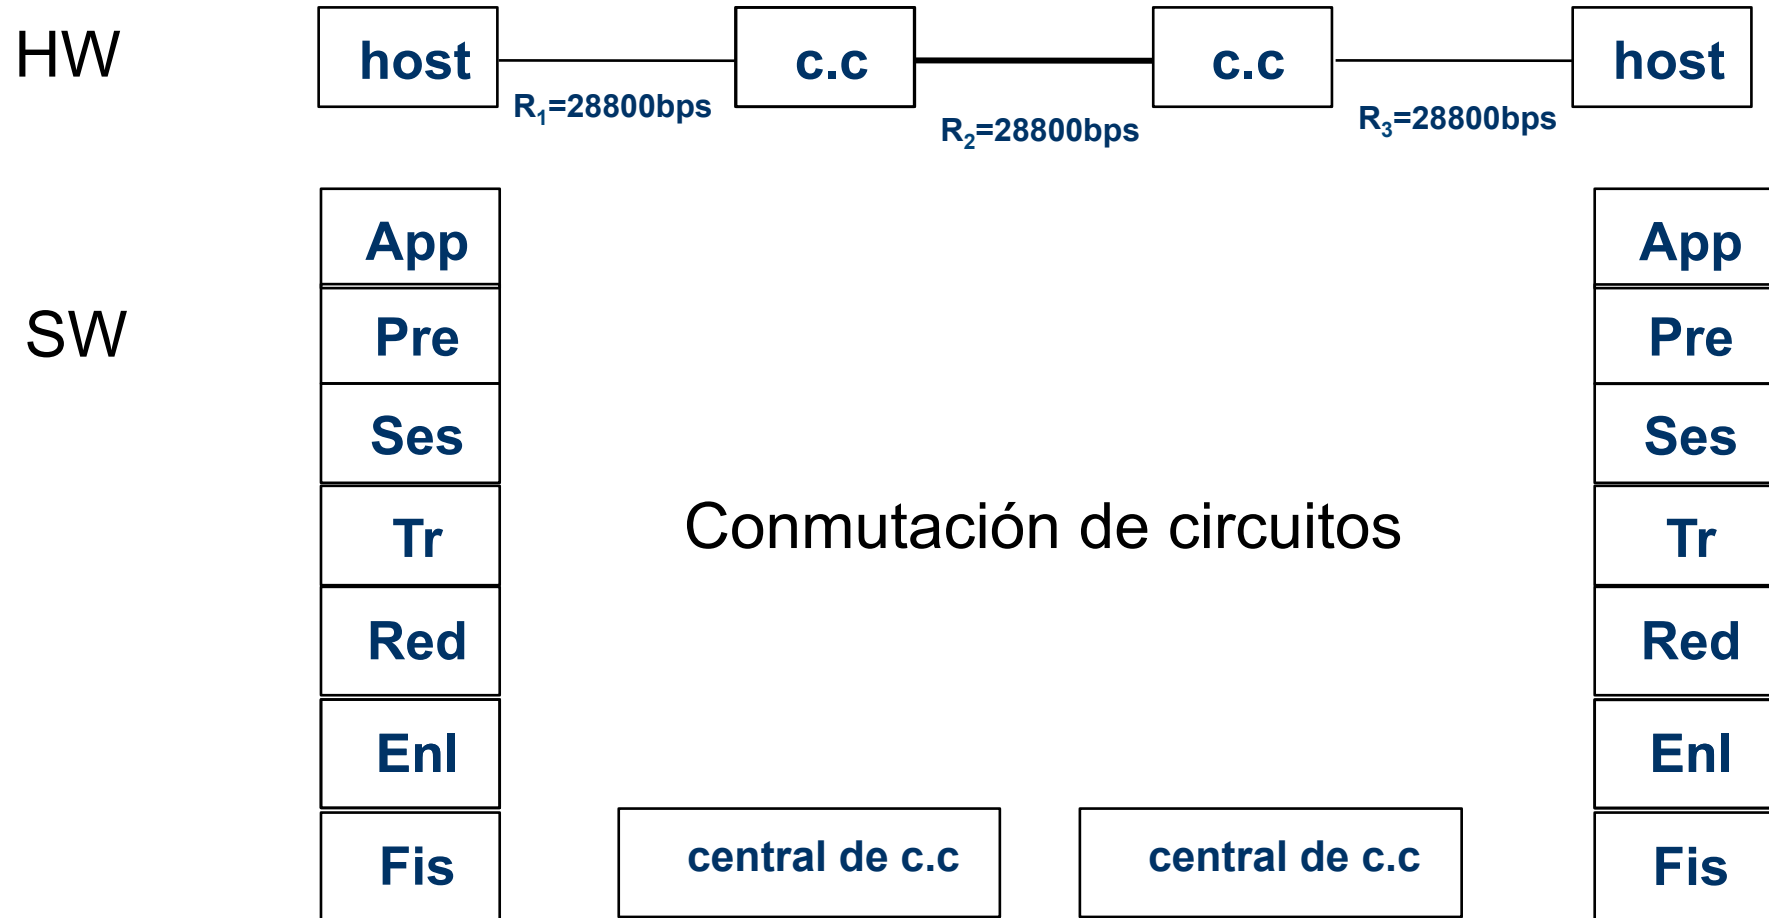 HW
host
c.c
c.c
host
R₁=28800bps
R₂=28800bps
R₃=28800bps
SW
App
Pre
Ses
Tr
Red
Enl
Fis
Conmutación de circuitos
central de c.c
central de c.c
App
Pre
Ses
Tr
Red
Enl
Fis